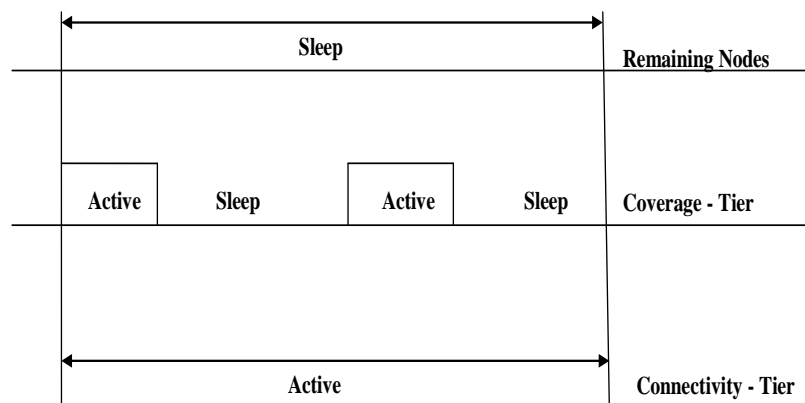 Sleep
Remaining Nodes
Active Sleep Active Sleep Coverage - Tier
Active
Connectivity - Tier